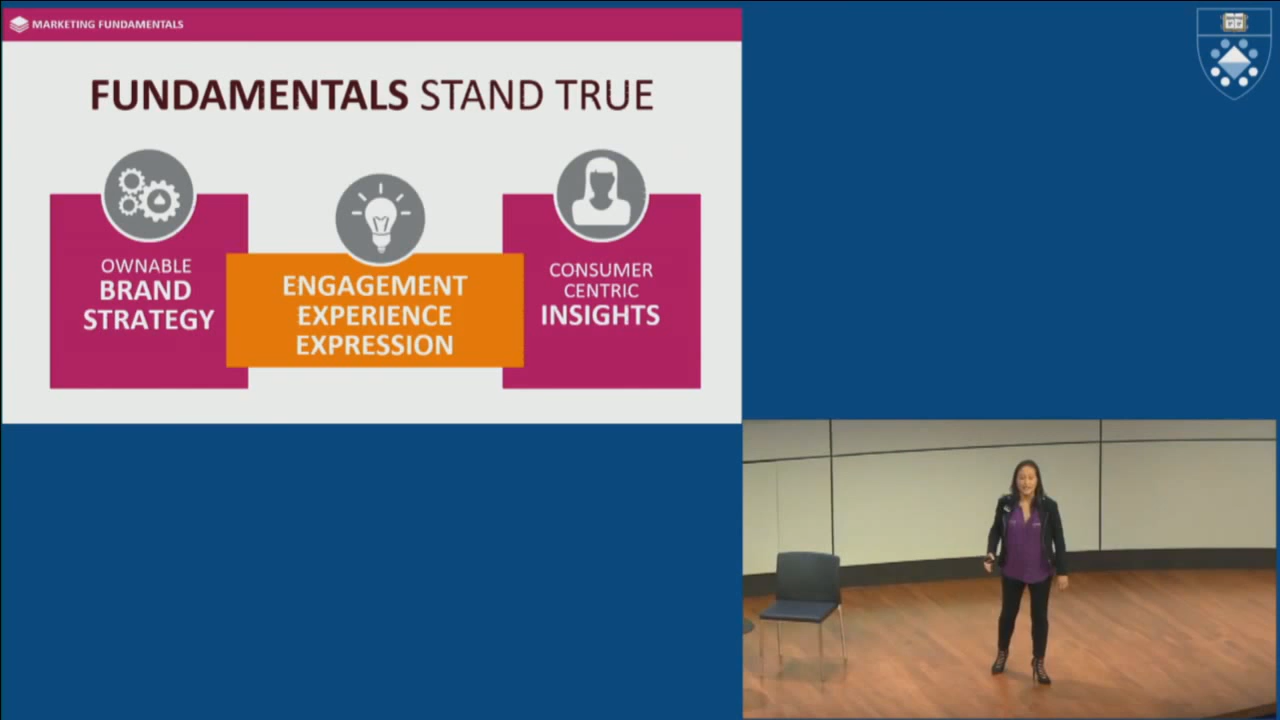 MARKETING FUNDAMENTALS
FUNDAMENTALS STAND TRUE
OWNABLE
BRAND
STRATEGY
ENGAGEMENT
EXPERIENCE
EXPRESSION
CONSUMER
CENTRIC
INSIGHTS